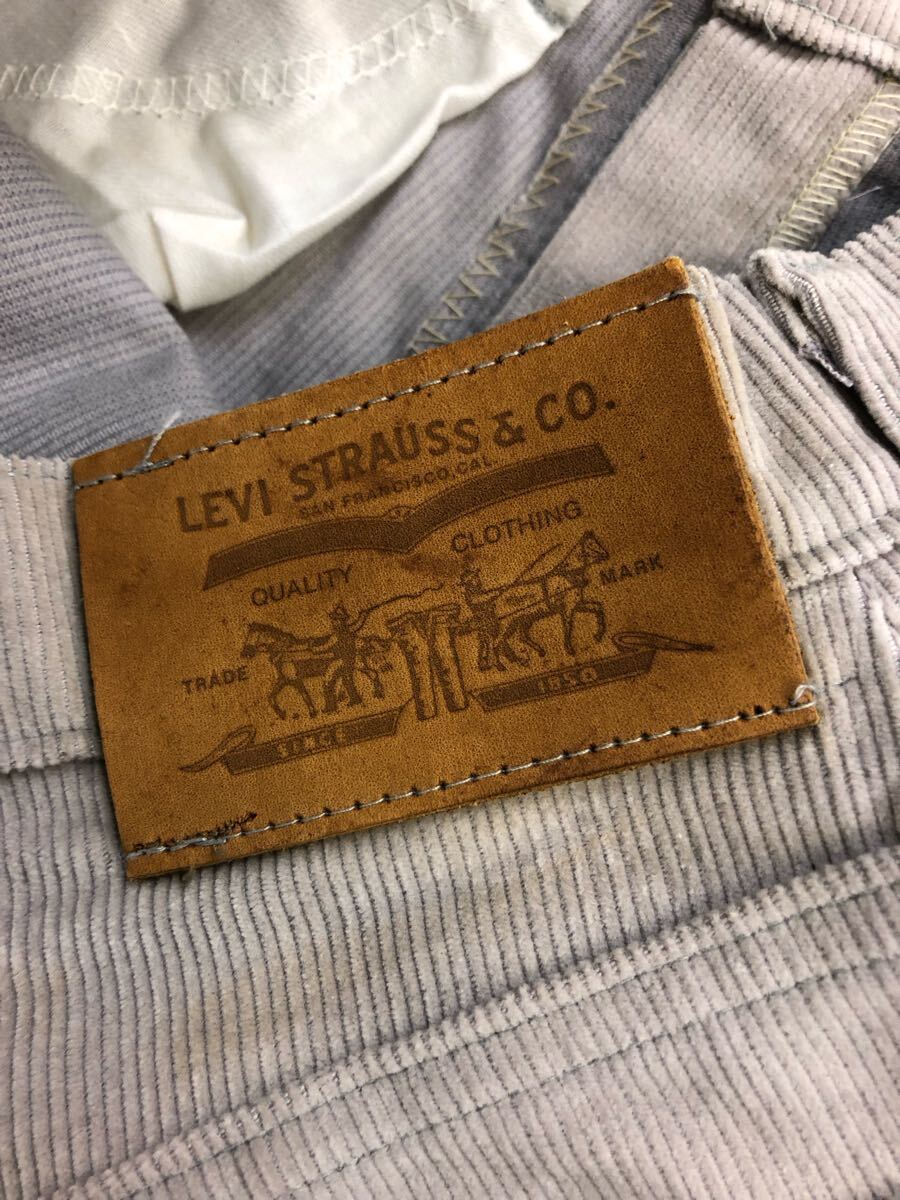 LEVI STRAUSS & CO.
SAN FRANCISCO, CAL
QUALITY CLOTHING
TRADE MARK
SINCE 1850